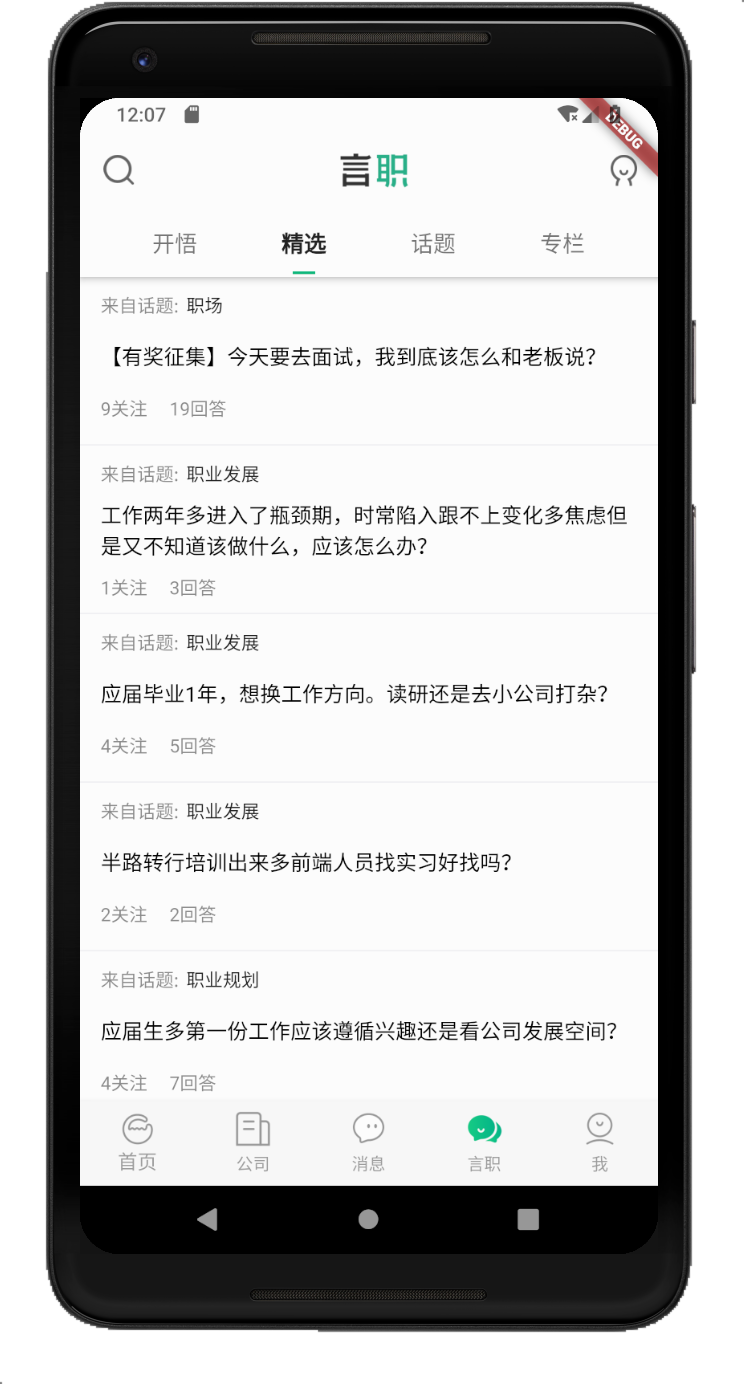 12:07
DEBUG
言职
开悟 精选 话题 专栏
来自话题: 职场
【有奖征集】今天要去面试，我到底该怎么和老板说？
9关注 19回答
来自话题: 职业发展
工作两年多进入了瓶颈期，时常陷入跟不上变化多焦虑但
是又不知道该做什么，应该怎么办？
1关注 3回答
来自话题: 职业发展
应届毕业1年，想换工作方向。读研还是去小公司打杂？
4关注 5回答
来自话题: 职业发展
半路转行培训出来多前端人员找实习好找吗？
2关注 2回答
来自话题: 职业规划
应届生多第一份工作应该遵循兴趣还是看公司发展空间？
4关注 7回答
首页 公司 消息 言职 我